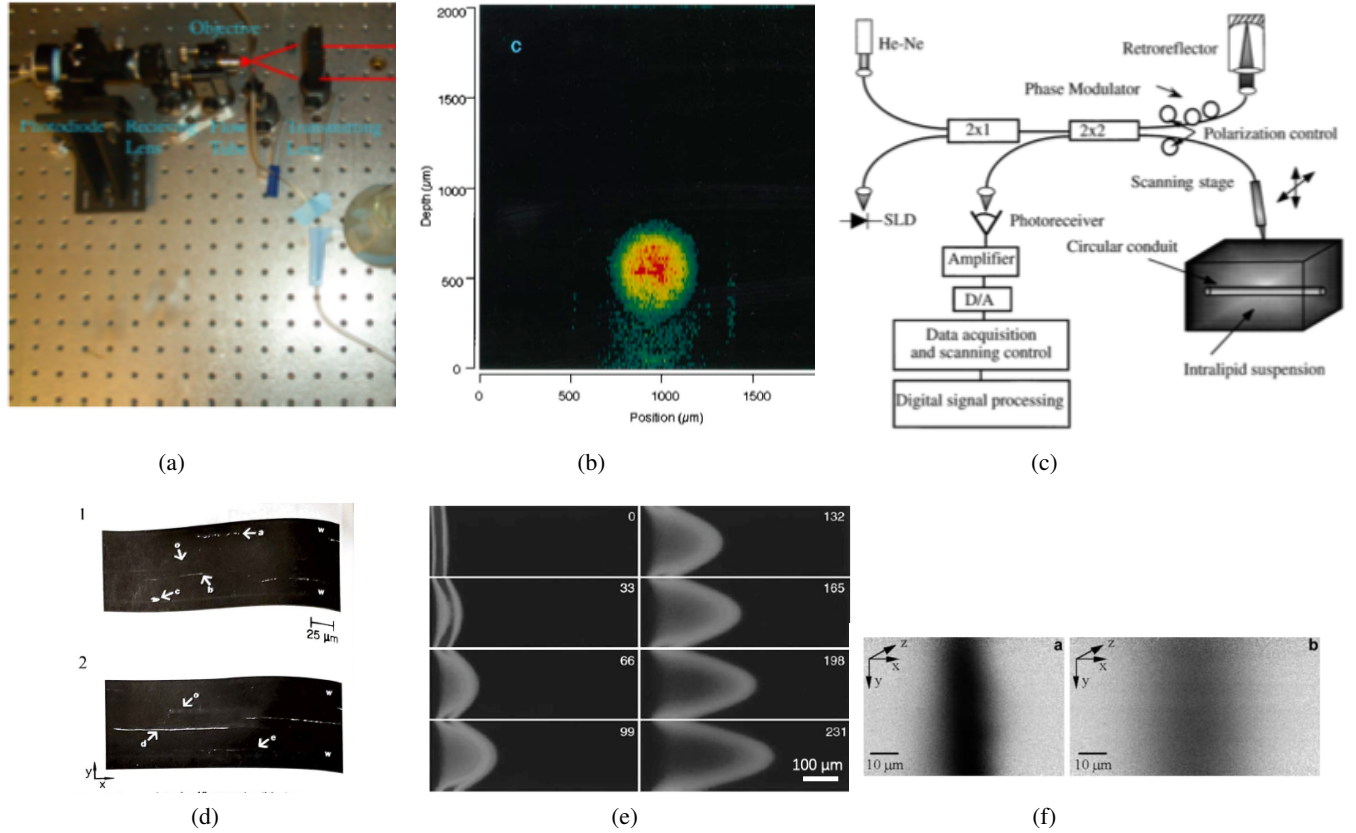 Objective
Photodiode
Recieving
Lens
Flow
Tube
Transmitting
(a)
C
Depth (µm)
2000
1500
1000
500
0
0
500
1000
1500
Position (µm)
(b)
He-Ne
Retroreflector
Phase Modulator
2x1
2x2
Polarization control
Scanning stage
SLD
Photoreceiver
Circular conduit
Amplifier
D/A
Data acquisition
and scanning control
Intralipid suspension
Digital signal processing
(c)
1
w
a
o
b
c
w
25 µm
2
w
o
d
e
w
y
x
(d)
0
132
33
165
66
198
99
231
100 µm
(e)
z
x
y
a
10 µm
z
x
y
b
10 µm
(f)